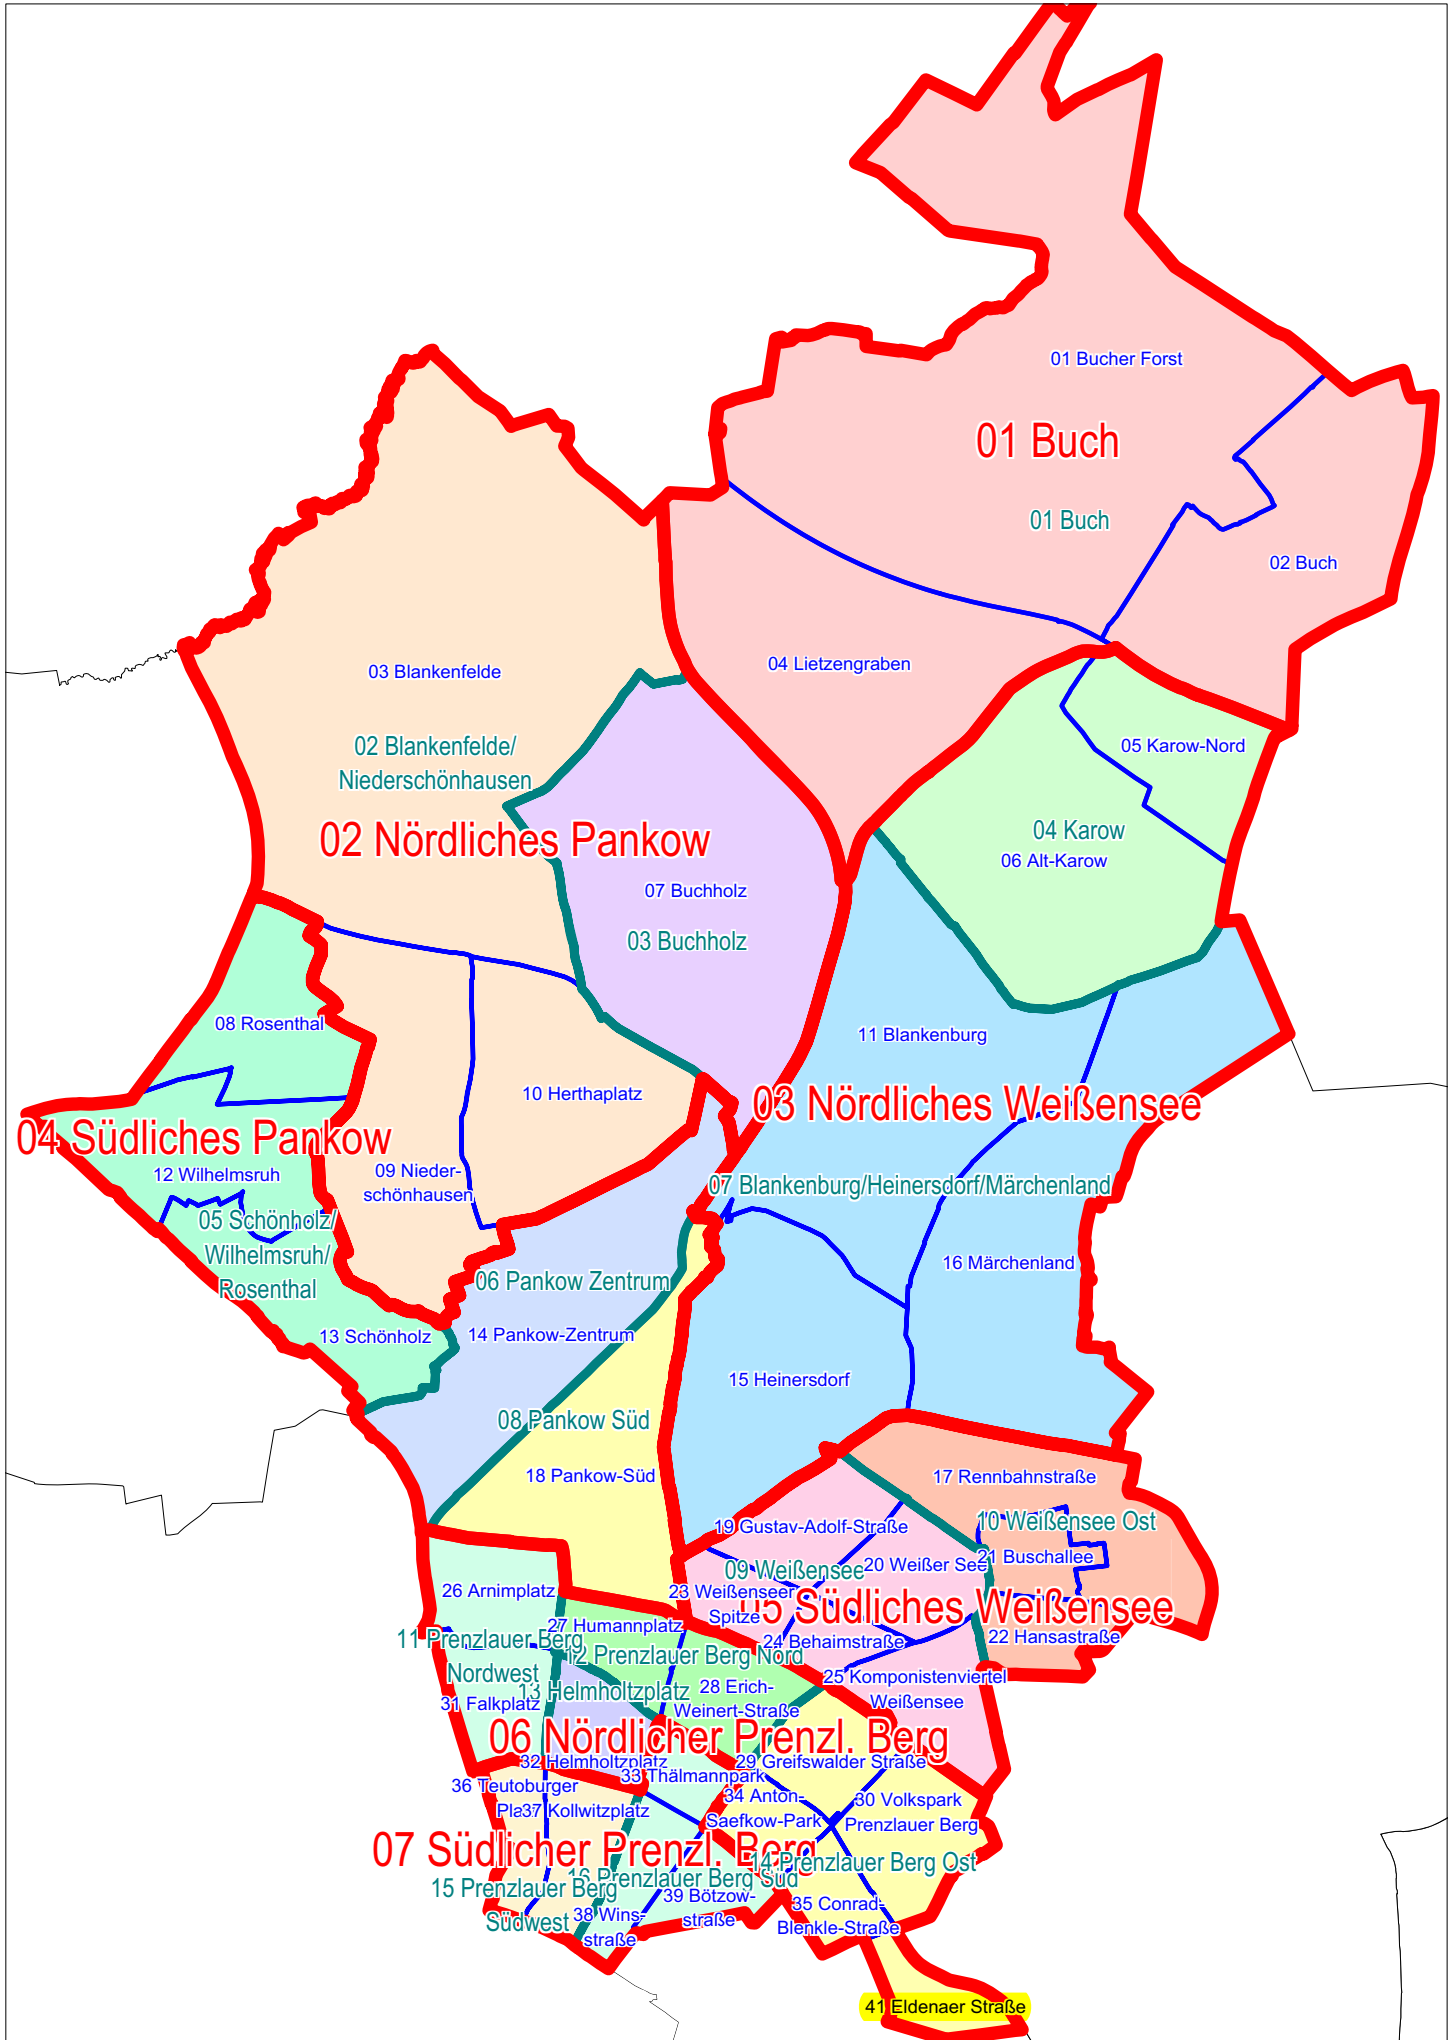 01 Bucher Forst
01 Buch
01 Buch
02 Buch
04 Lietzengraben
03 Blankenfelde
02 Blankenfelde/
Niederschönhausen
05 Karow-Nord
02 Nördliches Pankow
04 Karow
06 Alt-Karow
07 Buchholz
03 Buchholz
08 Rosenthal
11 Blankenburg
10 Herthaplatz
03 Nördliches Weißensee
04 Südliches Pankow
12 Wilhelmsruh
09 Nieder-
schönhausen
07 Blankenburg/Heinersdorf/Märchenland
05 Schönholz/
Wilhelmsruh/
Rosenthal
16 Märchenland
06 Pankow Zentrum
13 Schönholz
14 Pankow-Zentrum
15 Heinersdorf
08 Pankow Süd
18 Pankow-Süd
17 Rennbahnstraße
19 Gustav-Adolf-Straße
10 Weißensee Ost
21 Buschallee
20 Weißer See
09 Weißensee
26 Arnimplatz
23 Weißenseer
Spitze
05 Südliches Weißensee
27 Humannplatz
24 Behaimstraße
22 Hansastraße
11 Prenzlauer Berg
Nordwest
12 Prenzlauer Berg Nord
25 Komponistenviertel
Weißensee
13 Helmholtzplatz
28 Erich-
Weinert-Straße
31 Falkplatz
06 Nördlicher Prenzl. Berg
32 Helmholtzplatz
29 Greifswalder Straße
33 Thälmannpark
36 Teutoburger
Pla
37 Kollwitzplatz
34 Anton-
Saefkow-Park
30 Volkspark
Prenzlauer Berg
07 Südlicher Prenzl. Berg
14 Prenzlauer Berg Ost
16 Prenzlauer Berg Süd
15 Prenzlauer Berg
Südwest
39 Bötzow-
straße
38 Wins-
straße
35 Conrad-
Blenkle-Straße
41 Eldenaer Straße